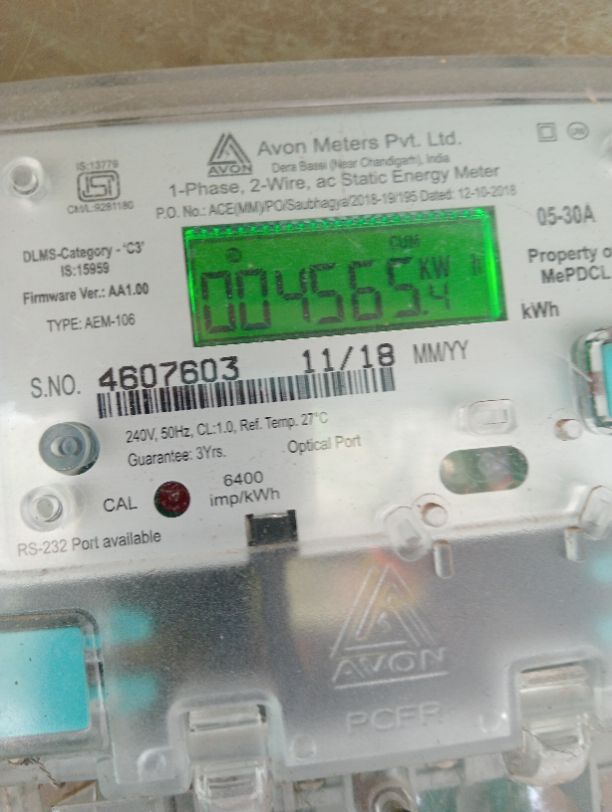 Avon Meters Pvt. Ltd.
AVON
Dera Bassi (Near Chandigarh), India
IS:13779
ISI
CM/L:9281180
1-Phase, 2-Wire, ac Static Energy Meter
P.O. No.: ACE(MM)/PO/Saubhagya/2018-19/195 Dated: 12-10-2018
05-30A
DLMS-Category - 'C3'
IS:15959
Firmware Ver.: AA1.00
TYPE: AEM-106
CUM
004565.4 KW h
Property of
MePDCL
kWh
S.NO. 4607603 11/18 MM/YY
240V, 50Hz, CL:1.0, Ref. Temp. 27°C
Guarantee: 3Yrs.
Optical Port
CAL
6400
imp/kWh
RS-232 Port available
AVON